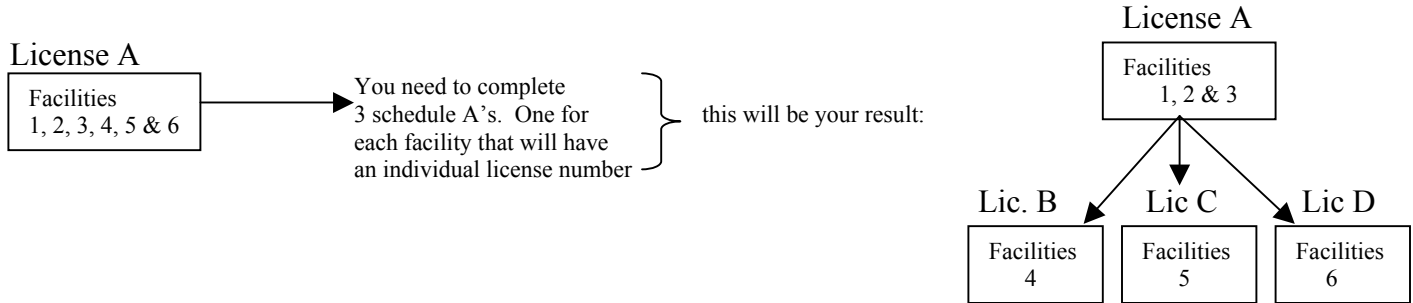 License A
Facilities
1, 2, 3, 4, 5 & 6
You need to complete
3 schedule A's.  One for
each facility that will have
an individual license number
this will be your result:
License A
Facilities
1, 2 & 3
Lic. B
Facilities
4
Lic C
Facilities
5
Lic D
Facilities
6